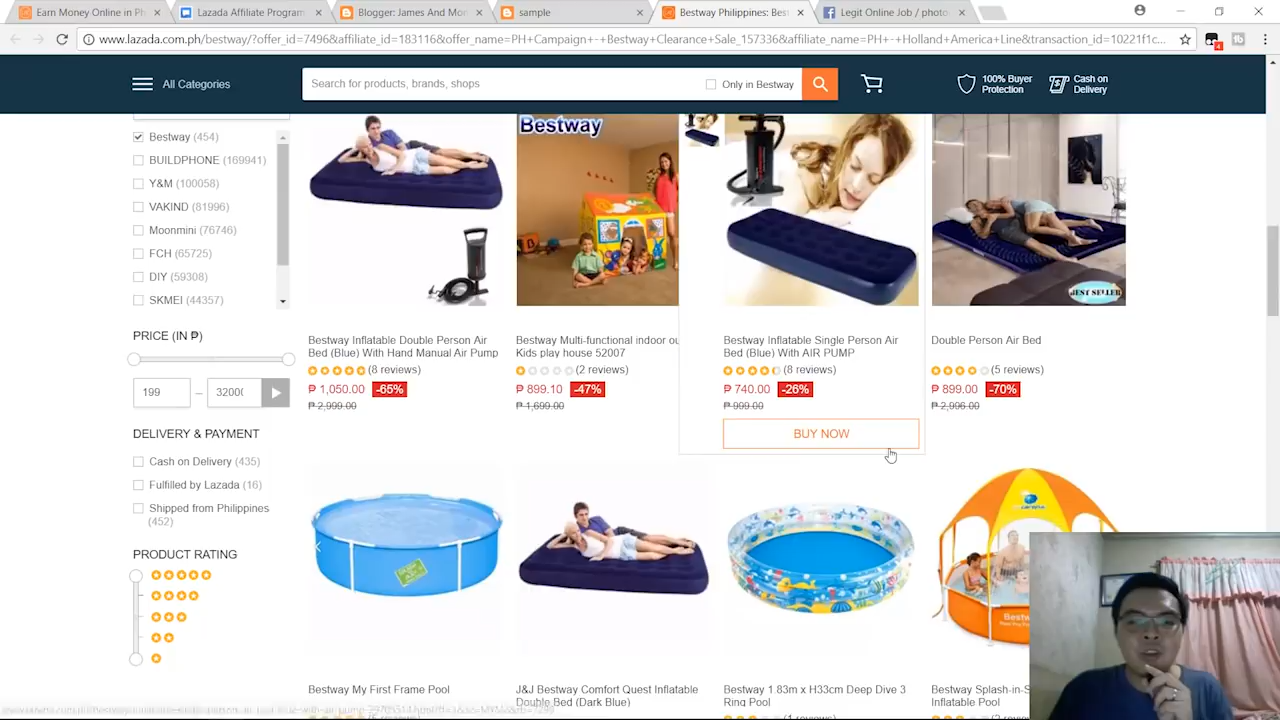 Earn Money Online in Ph
Lazada Affiliate Program
Blogger: James And Mo
sample
Bestway Philippines: Bes
Legit Online Job / photo
www.lazada.com.ph/bestway/?offer_id=7496&affiliate_id=183116&offer_name=PH+Campaign+-+Bestway+Clearance+Sale_157336&affiliate_name=PH+-+Holland+America+Line&transaction_id=10221f1c...
All Categories
Search for products, brands, shops
Only in Bestway
100% Buyer
Protection
Cash on
Delivery
Bestway (454)
BUILDPHONE (169941)
Y&M (100058)
VAKIND (81996)
Moonmini (76746)
FCH (65725)
DIY (59308)
SKMEI (44357)
PRICE (IN ₱)
199 – 3200
DELIVERY & PAYMENT
Cash on Delivery (435)
Fulfilled by Lazada (16)
Shipped from Philippines
(452)
PRODUCT RATING
Bestway
BEST SELLER
Bestway Inflatable Double Person Air
Bed (Blue) With Hand Manual Air Pump
(8 reviews)
₱ 1,050.00 -65%
₱ 2,999.00
Bestway Multi-functional indoor ou
Kids play house 52007
(2 reviews)
₱ 899.10 -47%
₱ 1,699.00
Bestway Inflatable Single Person Air
Bed (Blue) With AIR PUMP
(8 reviews)
₱ 740.00 -26%
₱ 999.00
BUY NOW
Double Person Air Bed
(5 reviews)
₱ 899.00 -70%
₱ 2,996.00
Bestway My First Frame Pool
J&J Bestway Comfort Quest Inflatable
Double Bed (Dark Blue)
Bestway 1.83m x H33cm Deep Dive 3
Ring Pool
Bestway Splash-in-S
Inflatable Pool